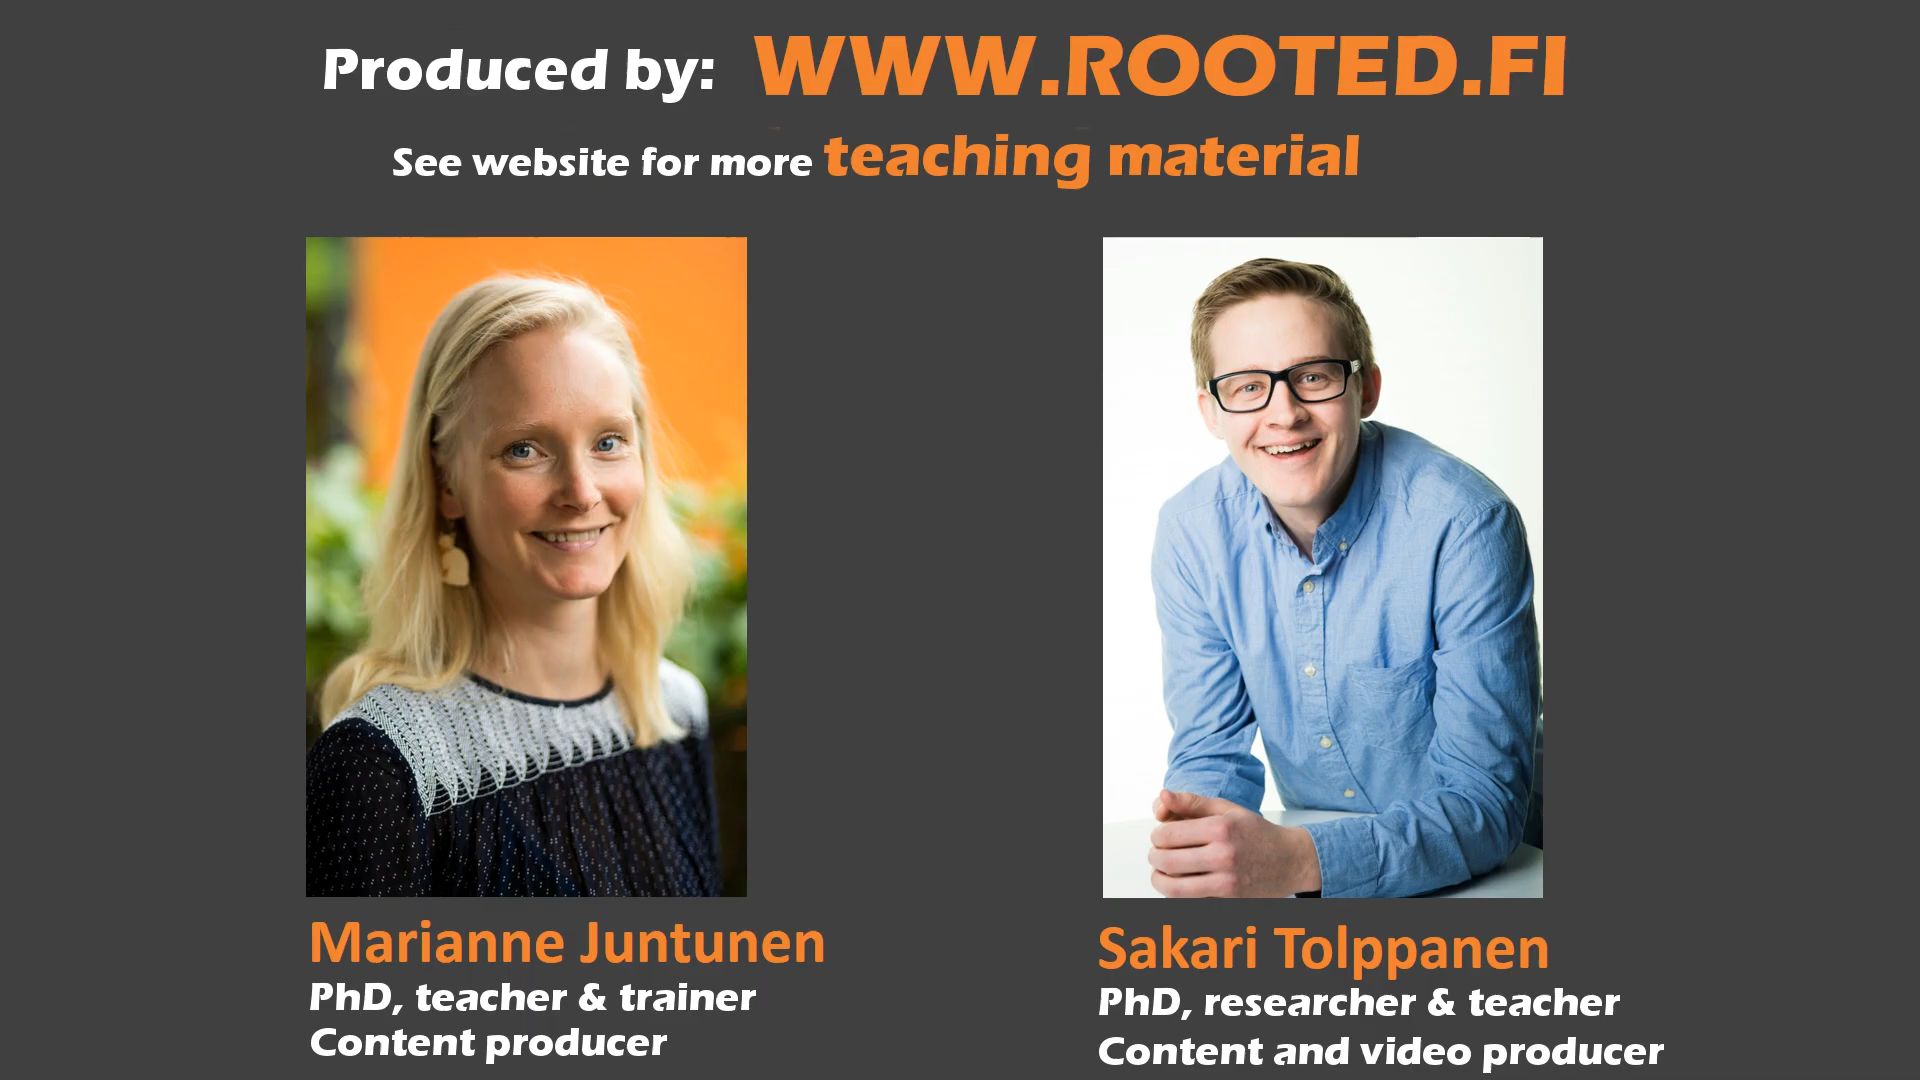 Produced by: WWW.ROOTED.FI
See website for more teaching material
Marianne Juntunen
PhD, teacher & trainer
Content producer
Sakari Tolppanen
PhD, researcher & teacher
Content and video producer